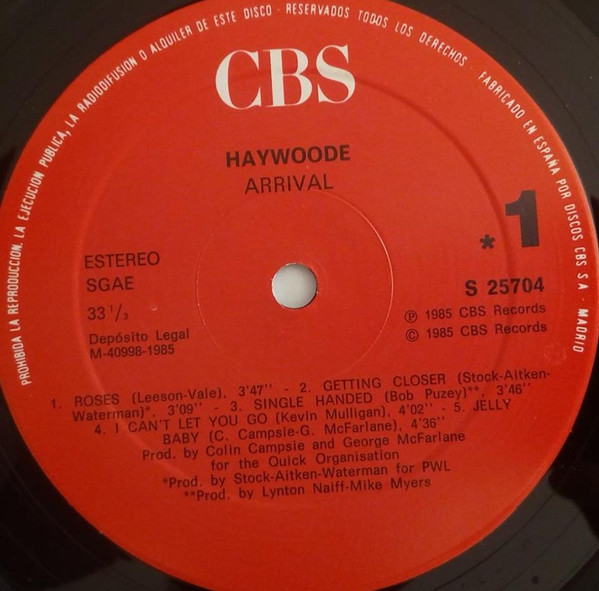 PROHIBIDA LA REPRODUCCION. LA EJECUCION PUBLICA, LA RADIODIFUSION O ALQUILER DE ESTE DISCO - RESERVADOS TODOS LOS DERECHOS - FABRICADO EN ESPAÑA POR DISCOS CBS S A - MADRID
CBS
HAYWOODE
ARRIVAL
* 1
ESTEREO
SGAE
33 1/3
S 25704
Depósito Legal
M-40998-1985
Ⓟ 1985 CBS Records
© 1985 CBS Records
1. ROSES (Leeson-Vale), 3'47'' - 2. GETTING CLOSER (Stock-Aitken-
Waterman)*, 3'09'' - 3. SINGLE HANDED (Bob Puzey)**, 3'46''
4. I CAN'T LET YOU GO (Kevin Mulligan), 4'02'' - 5. JELLY
BABY (C. Campsie-G. McFarlane), 4'36''
Prod. by Colin Campsie and George McFarlane
for the Quick Organisation
*Prod. by Stock-Aitken-Waterman for PWL
**Prod. by Lynton Naiff-Mike Myers